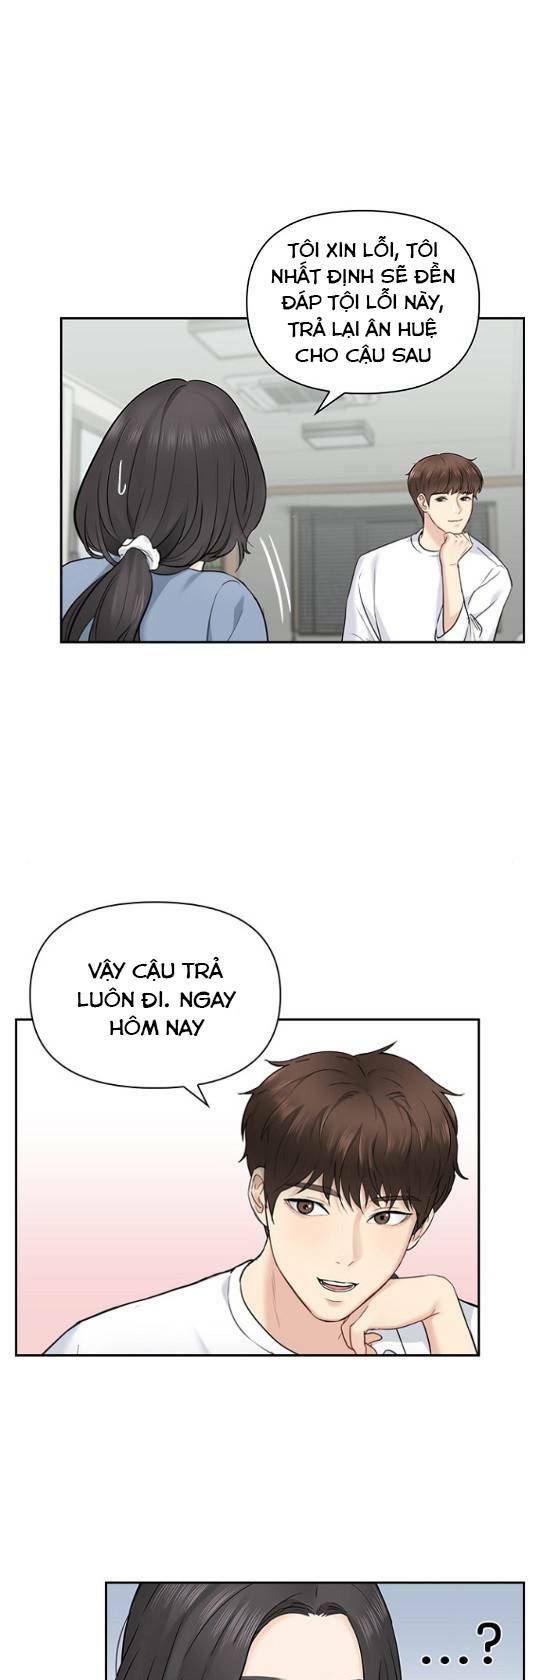 TÔI XIN LỖI, TÔI
NHẤT ĐỊNH SẼ ĐỀN
ĐÁP TỘI LỖI NÀY,
TRẢ LẠI ÂN HUỆ
CHO CẬU SAU
VẬY CẬU TRẢ
LUÔN ĐI. NGAY
HÔM NAY
...?